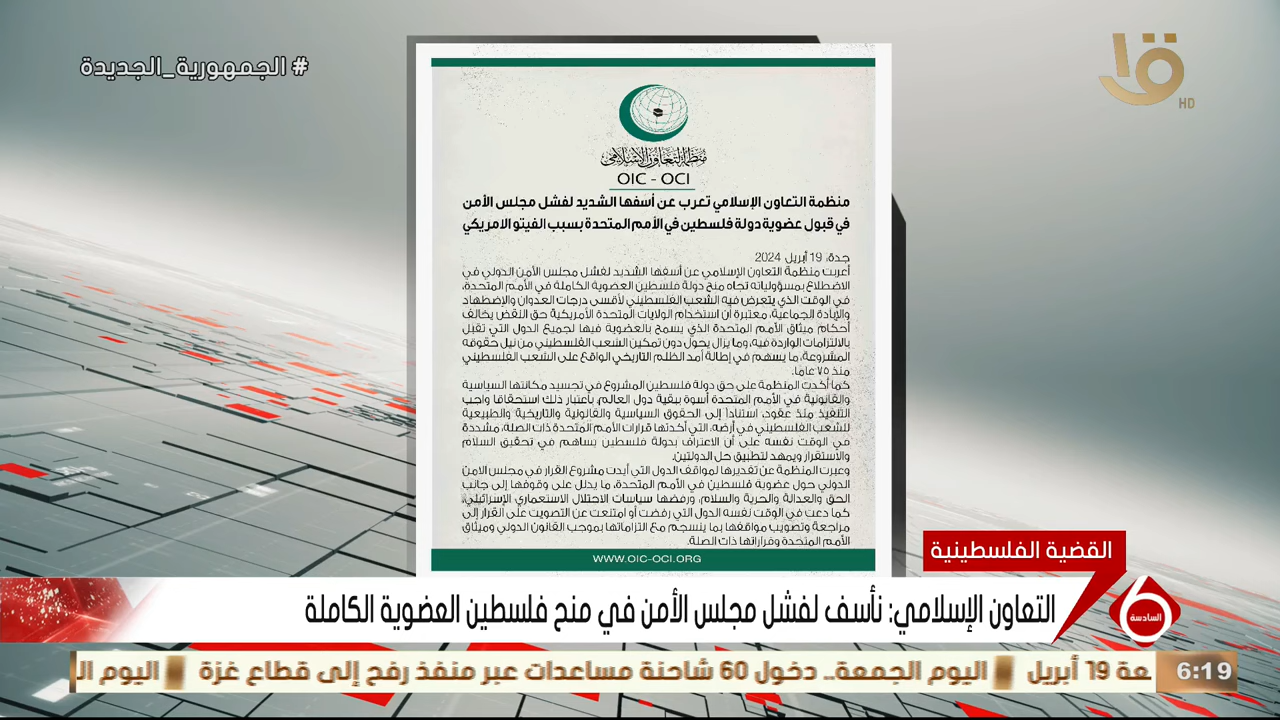 #الجمهورية_الجديدة
HD
منظمة التعاون الإسلامي
OIC - OCI
منظمة التعاون الإسلامي تعرب عن أسفها الشديد لفشل مجلس الأمن
في قبول عضوية دولة فلسطين في الأمم المتحدة بسبب الفيتو الامريكي
جدة، 19 أبريل 2024
أعربت منظمة التعاون الإسلامي عن أسفها الشديد لفشل مجلس الأمن الدولي في
الاضطلاع بمسؤولياته تجاه منح دولة فلسطين العضوية الكاملة في الأمم المتحدة،
في الوقت الذي يتعرض فيه الشعب الفلسطيني لأقسى درجات العدوان والإضطهاد
والإبادة الجماعية، معتبرة أن استخدام الولايات المتحدة الأمريكية حق النقض يخالف
أحكام ميثاق الأمم المتحدة الذي يسمح بالعضوية فيها لجميع الدول التي تقبل
بالالتزامات الواردة فيه، وما يزال يحول دون تمكين الشعب الفلسطيني من نيل حقوقه
المشروعة، ما يسهم في إطالة أمد الظلم التاريخي الواقع على الشعب الفلسطيني
منذ ٧٥ عاما.
كما أكدت المنظمة على حق دولة فلسطين المشروع في تجسيد مكانتها السياسية
والقانونية في الأمم المتحدة أسوة ببقية دول العالم، باعتبار ذلك استحقاقا واجب
التنفيذ منذ عقود، استنادا إلى الحقوق السياسية والقانونية والتاريخية والطبيعية
للشعب الفلسطيني في أرضه، التي أكدتها قرارات الأمم المتحدة ذات الصلة، مشددة
في الوقت نفسه على أن الاعتراف بدولة فلسطين يساهم في تحقيق السلام
والاستقرار ويمهد لتطبيق حل الدولتين.
وعبرت المنظمة عن تقديرها لمواقف الدول التي أيدت مشروع القرار في مجلس الامن
الدولي حول عضوية فلسطين في الأمم المتحدة، ما يدلل على وقوفها إلى جانب
الحق والعدالة والحرية والسلام، ورفضها سياسات الاحتلال الاستعماري الإسرائيلي،
كما دعت في الوقت نفسه الدول التي رفضت أو امتنعت عن التصويت على القرار إلى
مراجعة وتصويب مواقفها بما ينسجم مع التزاماتها بموجب القانون الدولي وميثاق
الأمم المتحدة وقراراتها ذات الصلة.
WWW.OIC-OCI.ORG
القضية الفلسطينية
السادسة
التعاون الإسلامي: نأسف لفشل مجلس الأمن في منح فلسطين العضوية الكاملة
6:19
عة 19 أبريل اليوم الجمعة.. دخول 60 شاحنة مساعدات عبر منفذ رفح إلى قطاع غزة اليوم ال